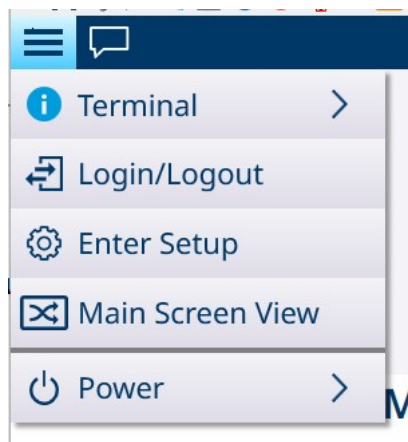 Terminal
Login/Logout
Enter Setup
Main Screen View
Power
M